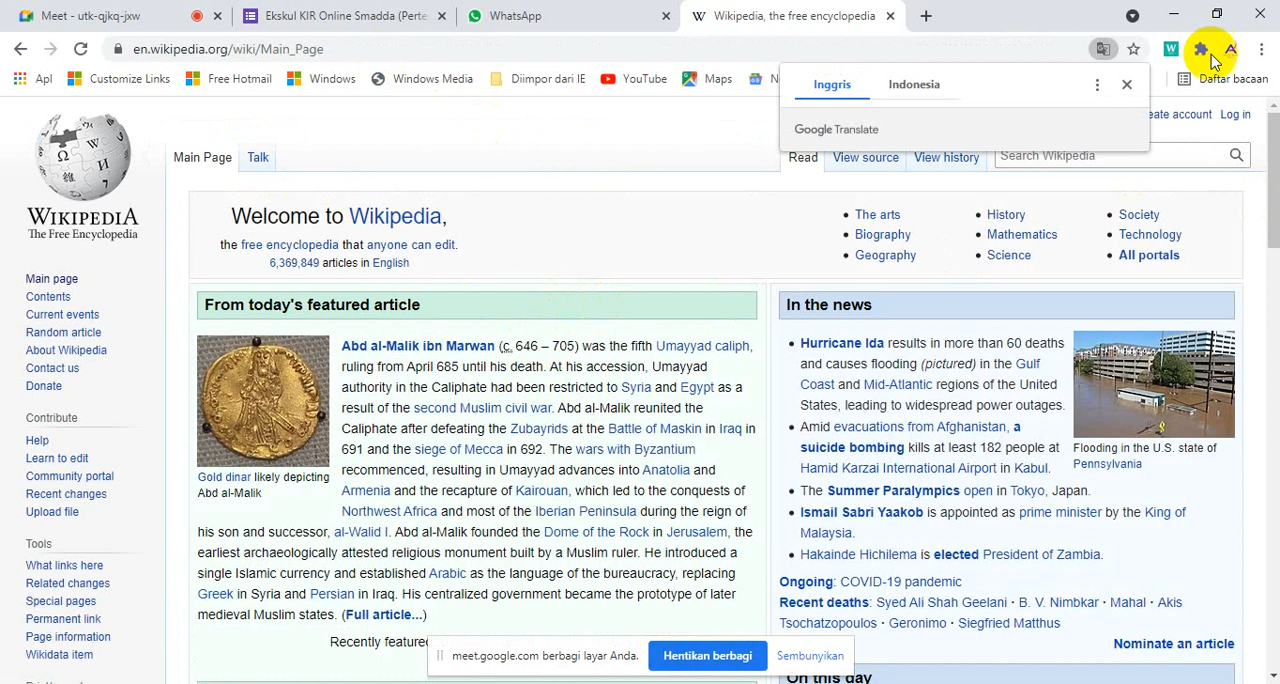 Meet - utk-qjkq-jxw
Ekskul KIR Online Smadda (Perte
WhatsApp
Wikipedia, the free encyclopedia
en.wikipedia.org/wiki/Main_Page
Apl
Customize Links
Free Hotmail
Windows
Windows Media
Diimpor dari IE
YouTube
Maps
N
Daftar bacaan
Inggris
Indonesia
Google Translate
eate account
Log in
Main Page
Talk
Read
View source
View history
Search Wikipedia
WIKIPEDIA
The Free Encyclopedia
Main page
Contents
Current events
Random article
About Wikipedia
Contact us
Donate
Contribute
Help
Learn to edit
Community portal
Recent changes
Upload file
Tools
What links here
Related changes
Special pages
Permanent link
Page information
Wikidata item
Welcome to Wikipedia,
the free encyclopedia that anyone can edit.
6,369,849 articles in English
The arts
Biography
Geography
History
Mathematics
Science
Society
Technology
All portals
From today's featured article
Abd al-Malik ibn Marwan (c. 646 – 705) was the fifth Umayyad caliph,
ruling from April 685 until his death. At his accession, Umayyad
authority in the Caliphate had been restricted to Syria and Egypt as a
result of the second Muslim civil war. Abd al-Malik reunited the
Caliphate after defeating the Zubayrids at the Battle of Maskin in Iraq in
691 and the siege of Mecca in 692. The wars with Byzantium
recommenced, resulting in Umayyad advances into Anatolia and
Armenia and the recapture of Kairouan, which led to the conquests of
Northwest Africa and most of the Iberian Peninsula during the reign of
his son and successor, al-Walid I. Abd al-Malik founded the Dome of the Rock in Jerusalem, the
earliest archaeologically attested religious monument built by a Muslim ruler. He introduced a
single Islamic currency and established Arabic as the language of the bureaucracy, replacing
Greek in Syria and Persian in Iraq. His centralized government became the prototype of later
medieval Muslim states. (Full article...)
Gold dinar likely depicting
Abd al-Malik
Recently feature
In the news
Hurricane Ida results in more than 60 deaths
and causes flooding (pictured) in the Gulf
Coast and Mid-Atlantic regions of the United
States, leading to widespread power outages.
Amid evacuations from Afghanistan, a
suicide bombing kills at least 182 people at
Hamid Karzai International Airport in Kabul.
The Summer Paralympics open in Tokyo, Japan.
Ismail Sabri Yaakob is appointed as prime minister by the King of
Malaysia.
Hakainde Hichilema is elected President of Zambia.
Flooding in the U.S. state of
Pennsylvania
Ongoing: COVID-19 pandemic
Recent deaths: Syed Ali Shah Geelani · B. V. Nimbkar · Mahal · Akis
Tsochatzopoulos · Geronimo · Siegfried Matthus
Nominate an article
On this day
meet.google.com berbagi layar Anda.
Hentikan berbagi
Sembunyikan